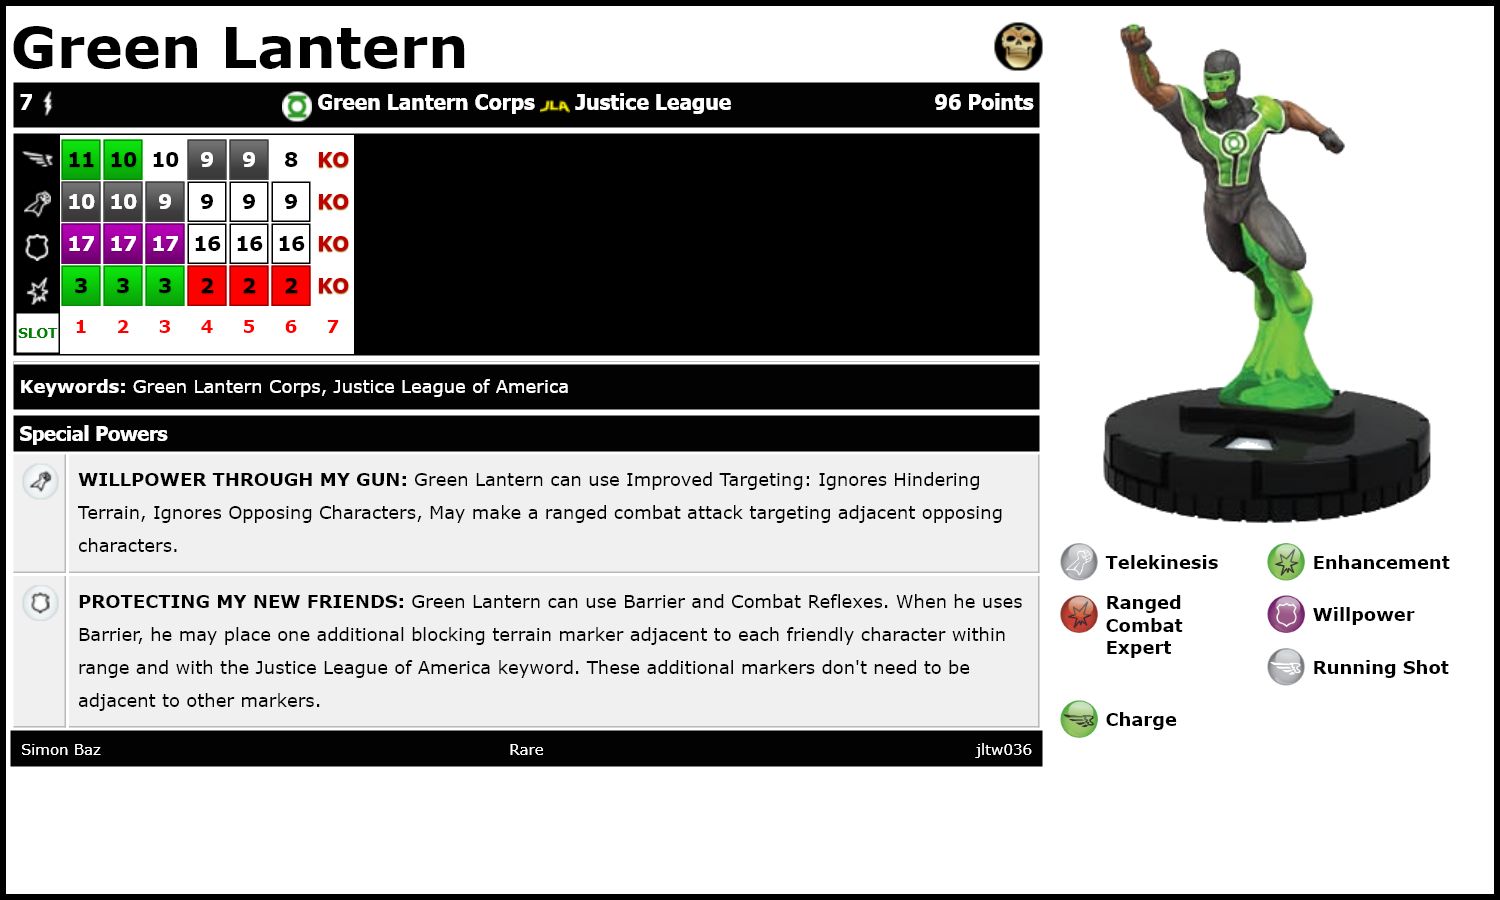 Green Lantern
7 Green Lantern Corps JLA Justice League 96 Points
11 10 10 9 9 8 KO
10 10 9 9 9 9 KO
17 17 17 16 16 16 KO
3 3 3 2 2 2 KO
SLOT 1 2 3 4 5 6 7
Keywords: Green Lantern Corps, Justice League of America
Special Powers
WILLPOWER THROUGH MY GUN: Green Lantern can use Improved Targeting: Ignores Hindering
Terrain, Ignores Opposing Characters, May make a ranged combat attack targeting adjacent opposing
characters.
PROTECTING MY NEW FRIENDS: Green Lantern can use Barrier and Combat Reflexes. When he uses
Barrier, he may place one additional blocking terrain marker adjacent to each friendly character within
range and with the Justice League of America keyword. These additional markers don't need to be
adjacent to other markers.
Simon Baz Rare jltw036
Telekinesis Enhancement
Ranged
Combat
Expert
Willpower
Running Shot
Charge